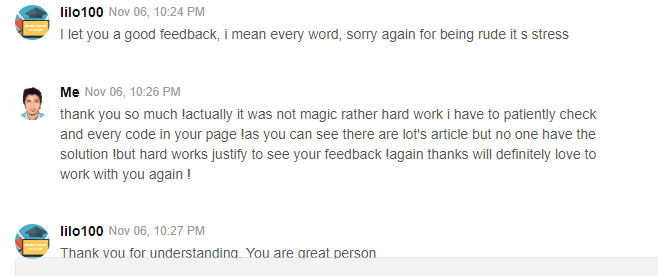 lilo100 Nov 06, 10:24 PM
I let you a good feedback, i mean every word, sorry again for being rude it s stress
Me Nov 06, 10:26 PM
thank you so much !actually it was not magic rather hard work i have to patiently check
and every code in your page !as you can see there are lot's article but no one have the
solution !but hard works justify to see your feedback !again thanks will definitely love to
work with you again !
lilo100 Nov 06, 10:27 PM
Thank you for understanding. You are great person